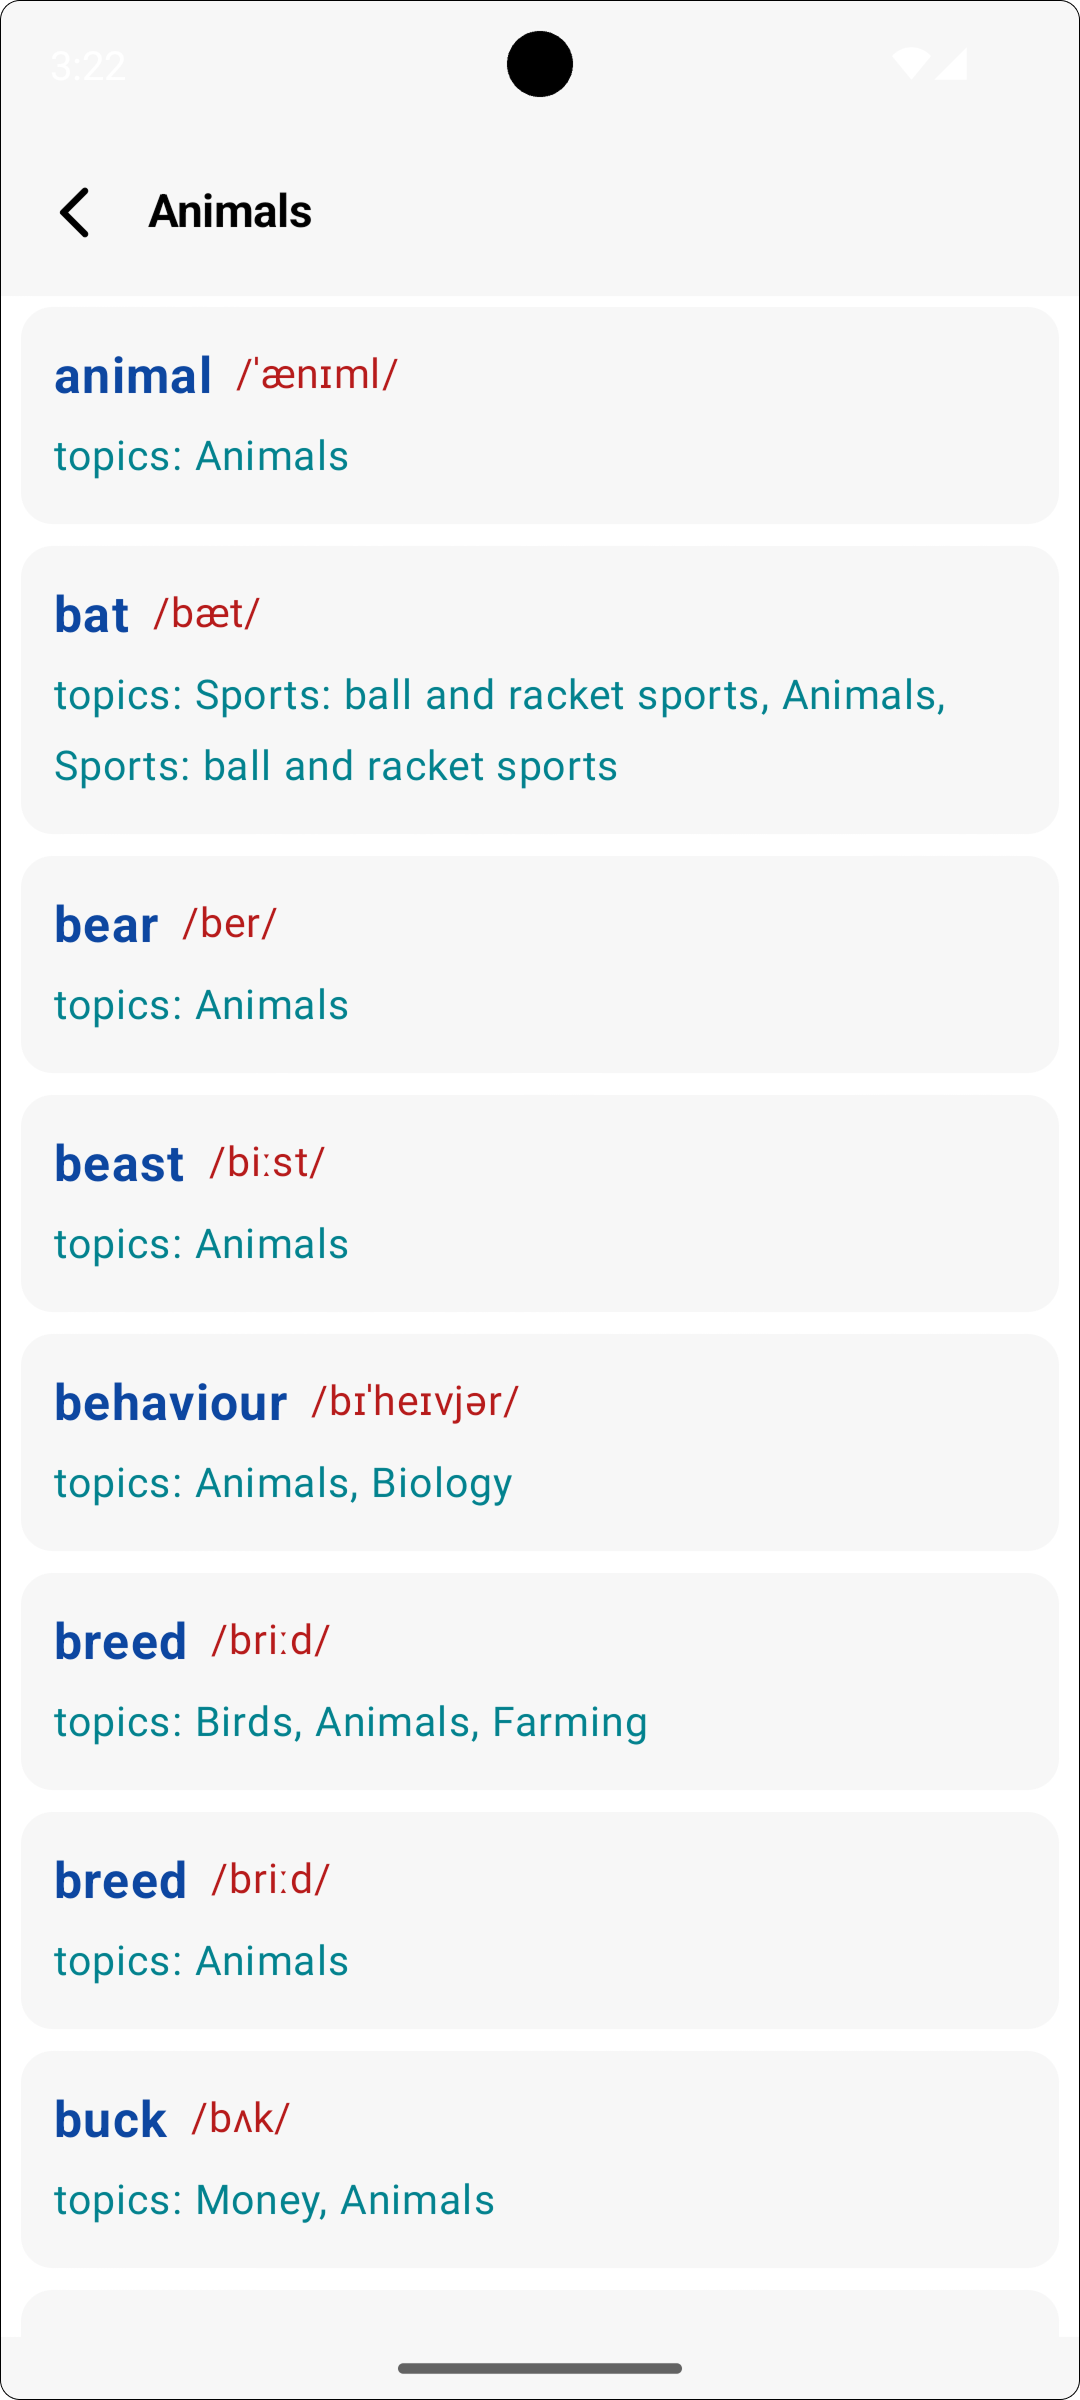 3:22
Animals
animal /ˈænɪml/
topics: Animals
bat /bæt/
topics: Sports: ball and racket sports, Animals,
Sports: ball and racket sports
bear /ber/
topics: Animals
beast /biːst/
topics: Animals
behaviour /bɪˈheɪvjər/
topics: Animals, Biology
breed /briːd/
topics: Birds, Animals, Farming
breed /briːd/
topics: Animals
buck /bʌk/
topics: Money, Animals